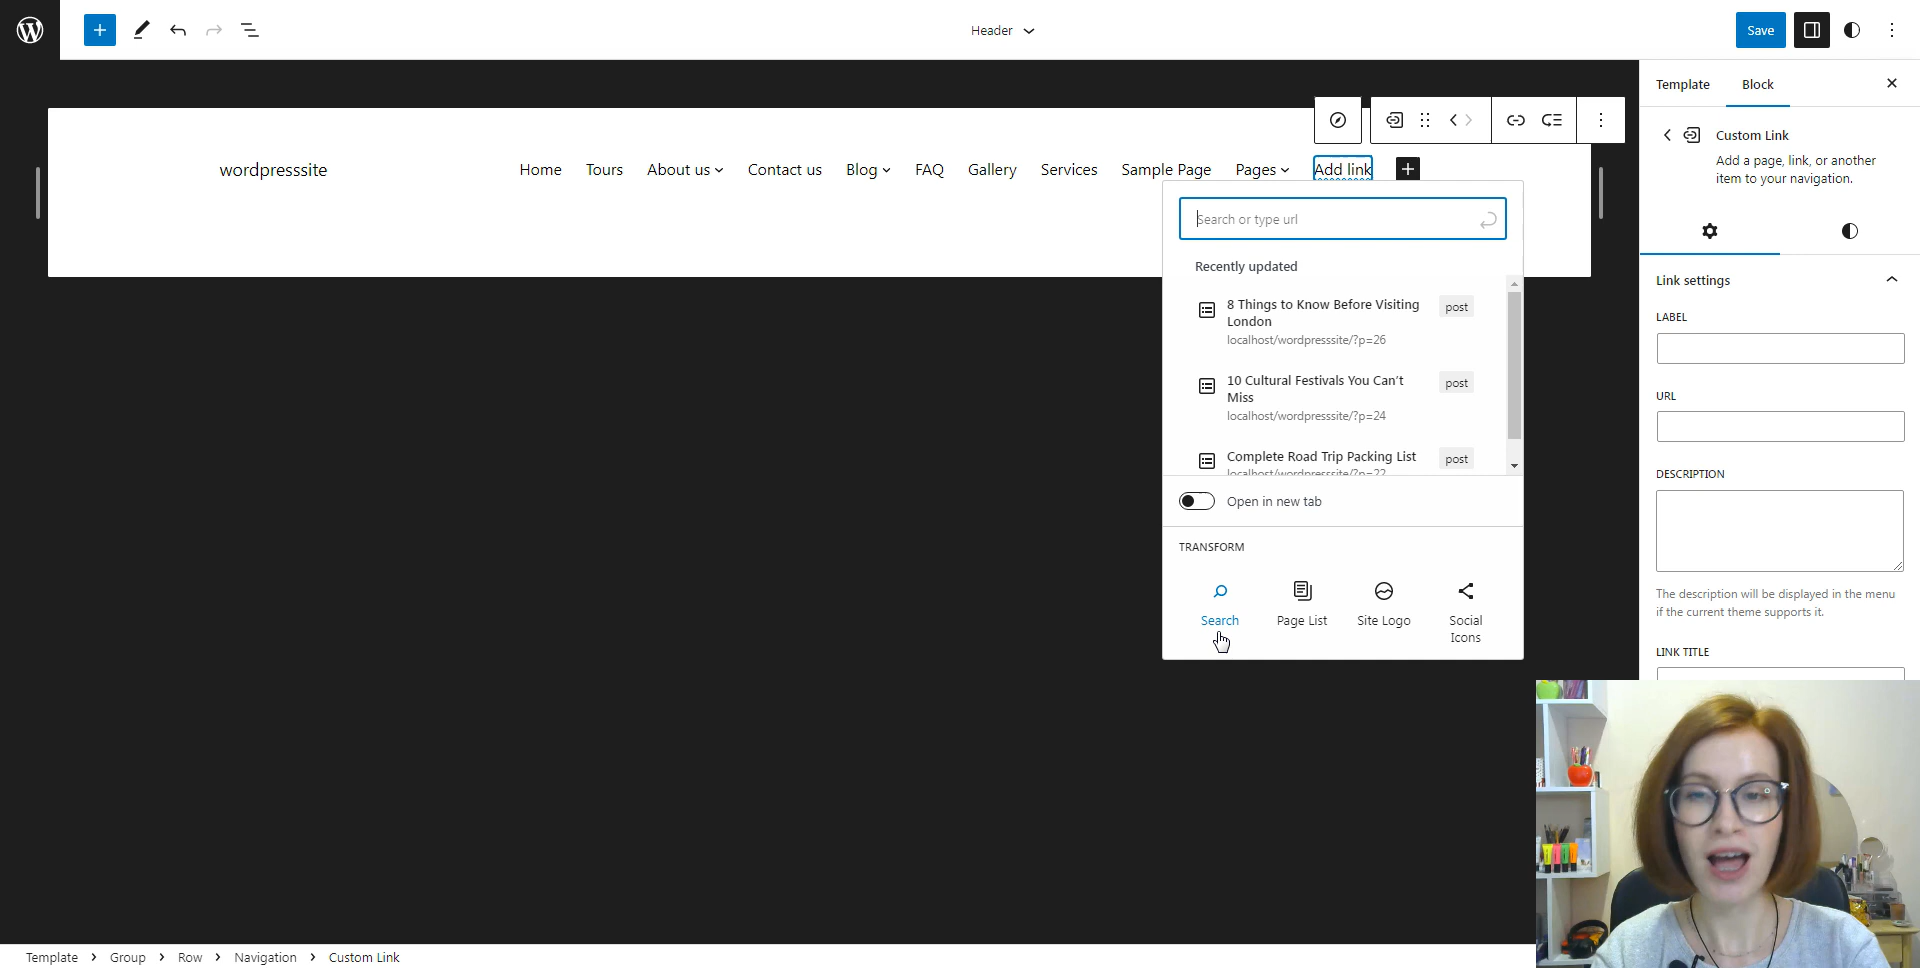 Header
Save
Template Block
Custom Link
Add a page, link, or another
item to your navigation.
wordpresssite
Home Tours About us Contact us Blog FAQ Gallery Services Sample Page Pages Add link
Search or type url
Recently updated
8 Things to Know Before Visiting
London
localhost/wordpresssite/?p=26
post
10 Cultural Festivals You Can't
Miss
localhost/wordpresssite/?p=24
post
Complete Road Trip Packing List
localhost/wordpresssite/?p=22
post
Open in new tab
TRANSFORM
Search
Page List
Site Logo
Social
Icons
Link settings
LABEL
URL
DESCRIPTION
The description will be displayed in the menu
if the current theme supports it.
LINK TITLE
Template > Group > Row > Navigation > Custom Link